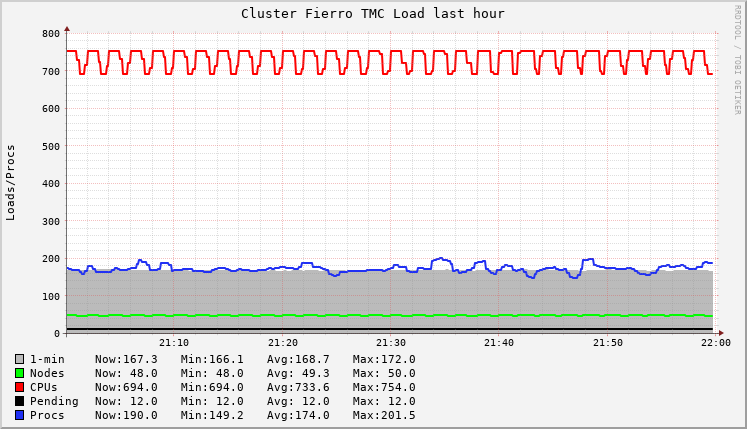 Cluster Fierro TMC Load last hour
RRDTOOL / TOBI OETIKER
Loads/Procs
800
700
600
500
400
300
200
100
0
21:10 21:20 21:30 21:40 21:50 22:00
1-min Now:167.3 Min:166.1 Avg:168.7 Max:172.0
Nodes Now: 48.0 Min: 48.0 Avg: 49.3 Max: 50.0
CPUs Now:694.0 Min:694.0 Avg:733.6 Max:754.0
Pending Now: 12.0 Min: 12.0 Avg: 12.0 Max: 12.0
Procs Now:190.0 Min:149.2 Avg:174.0 Max:201.5